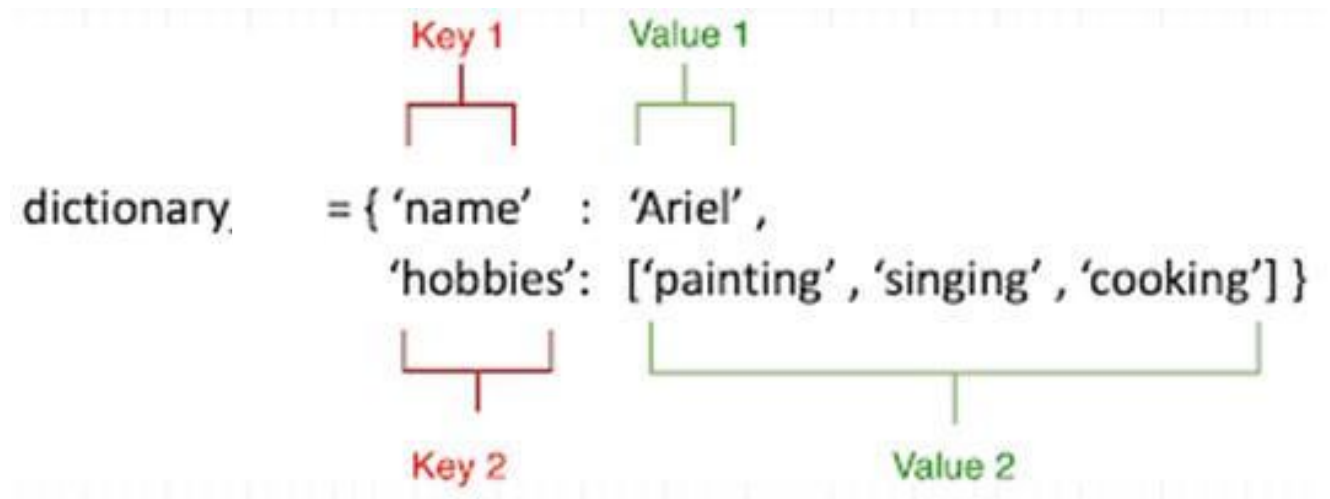 Key 1 Value 1
dictionary = { ‘name’ : ‘Ariel’ ,
‘hobbies’: [‘painting’ , ‘singing’ , ‘cooking’] }
Key 2 Value 2